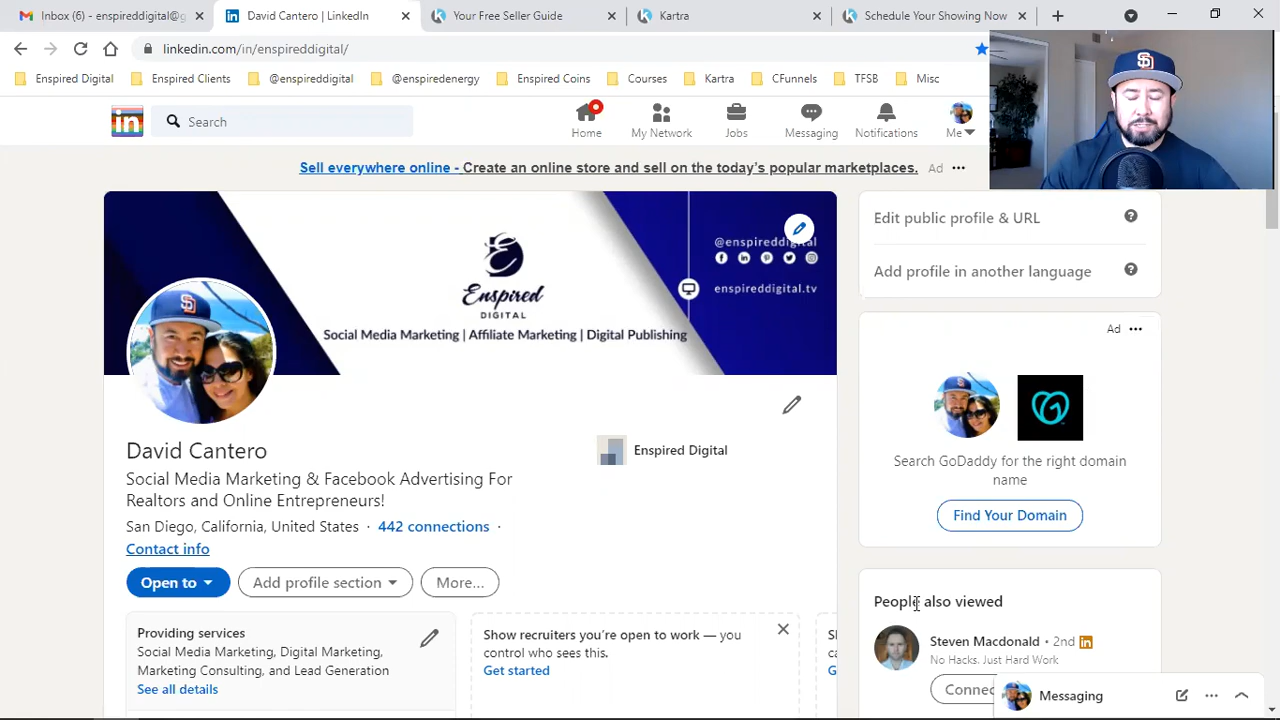 Inbox (6) - enspireddigital@g
David Cantero | LinkedIn
Your Free Seller Guide
Kartra
Schedule Your Showing Now
linkedin.com/in/enspireddigital/
Enspired Digital
Enspired Clients
@enspireddigital
@enspiredenergy
Enspired Coins
Courses
Kartra
CFunnels
TFSB
Misc
in
Search
Home
My Network
Jobs
Messaging
Notifications
Me
Sell everywhere online - Create an online store and sell on the today's popular marketplaces.
Ad
@enspireddigital
enspireddigital.tv
Enspired
DIGITAL
Social Media Marketing | Affiliate Marketing | Digital Publishing
David Cantero
Enspired Digital
Social Media Marketing & Facebook Advertising For
Realtors and Online Entrepreneurs!
San Diego, California, United States · 442 connections ·
Contact info
Open to
Add profile section
More...
Providing services
Social Media Marketing, Digital Marketing,
Marketing Consulting, and Lead Generation
See all details
Show recruiters you're open to work — you
control who sees this.
Get started
Edit public profile & URL
Add profile in another language
Ad
Search GoDaddy for the right domain
name
Find Your Domain
People also viewed
Steven Macdonald • 2nd in
No Hacks. Just Hard Work
Messaging